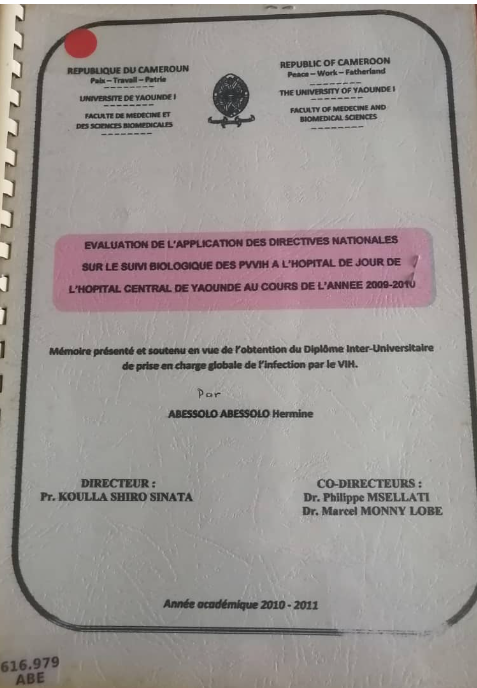 REPUBLIQUE DU CAMEROUN
Paix – Travail – Patrie
UNIVERSITE DE YAOUNDE I
FACULTE DE MEDECINE ET
DES SCIENCES BIOMEDICALES
REPUBLIC OF CAMEROON
Peace – Work – Fatherland
THE UNIVERSITY OF YAOUNDE I
FACULTY OF MEDECINE AND
BIOMEDICAL SCIENCES
EVALUATION DE L'APPLICATION DES DIRECTIVES NATIONALES
SUR LE SUIVI BIOLOGIQUE DES PVVIH A L'HOPITAL DE JOUR DE
L'HOPITAL CENTRAL DE YAOUNDE AU COURS DE L'ANNEE 2009-2010
Mémoire présenté et soutenu en vue de l'obtention du Diplôme Inter-Universitaire
de prise en charge globale de l'infection par le VIH.
Par
ABESSOLO ABESSOLO Hermine
DIRECTEUR :
Pr. KOULLA SHIRO SINATA
CO-DIRECTEURS :
Dr. Philippe MSELLATI
Dr. Marcel MONNY LOBE
Année académique 2010 - 2011
616.979
ABE